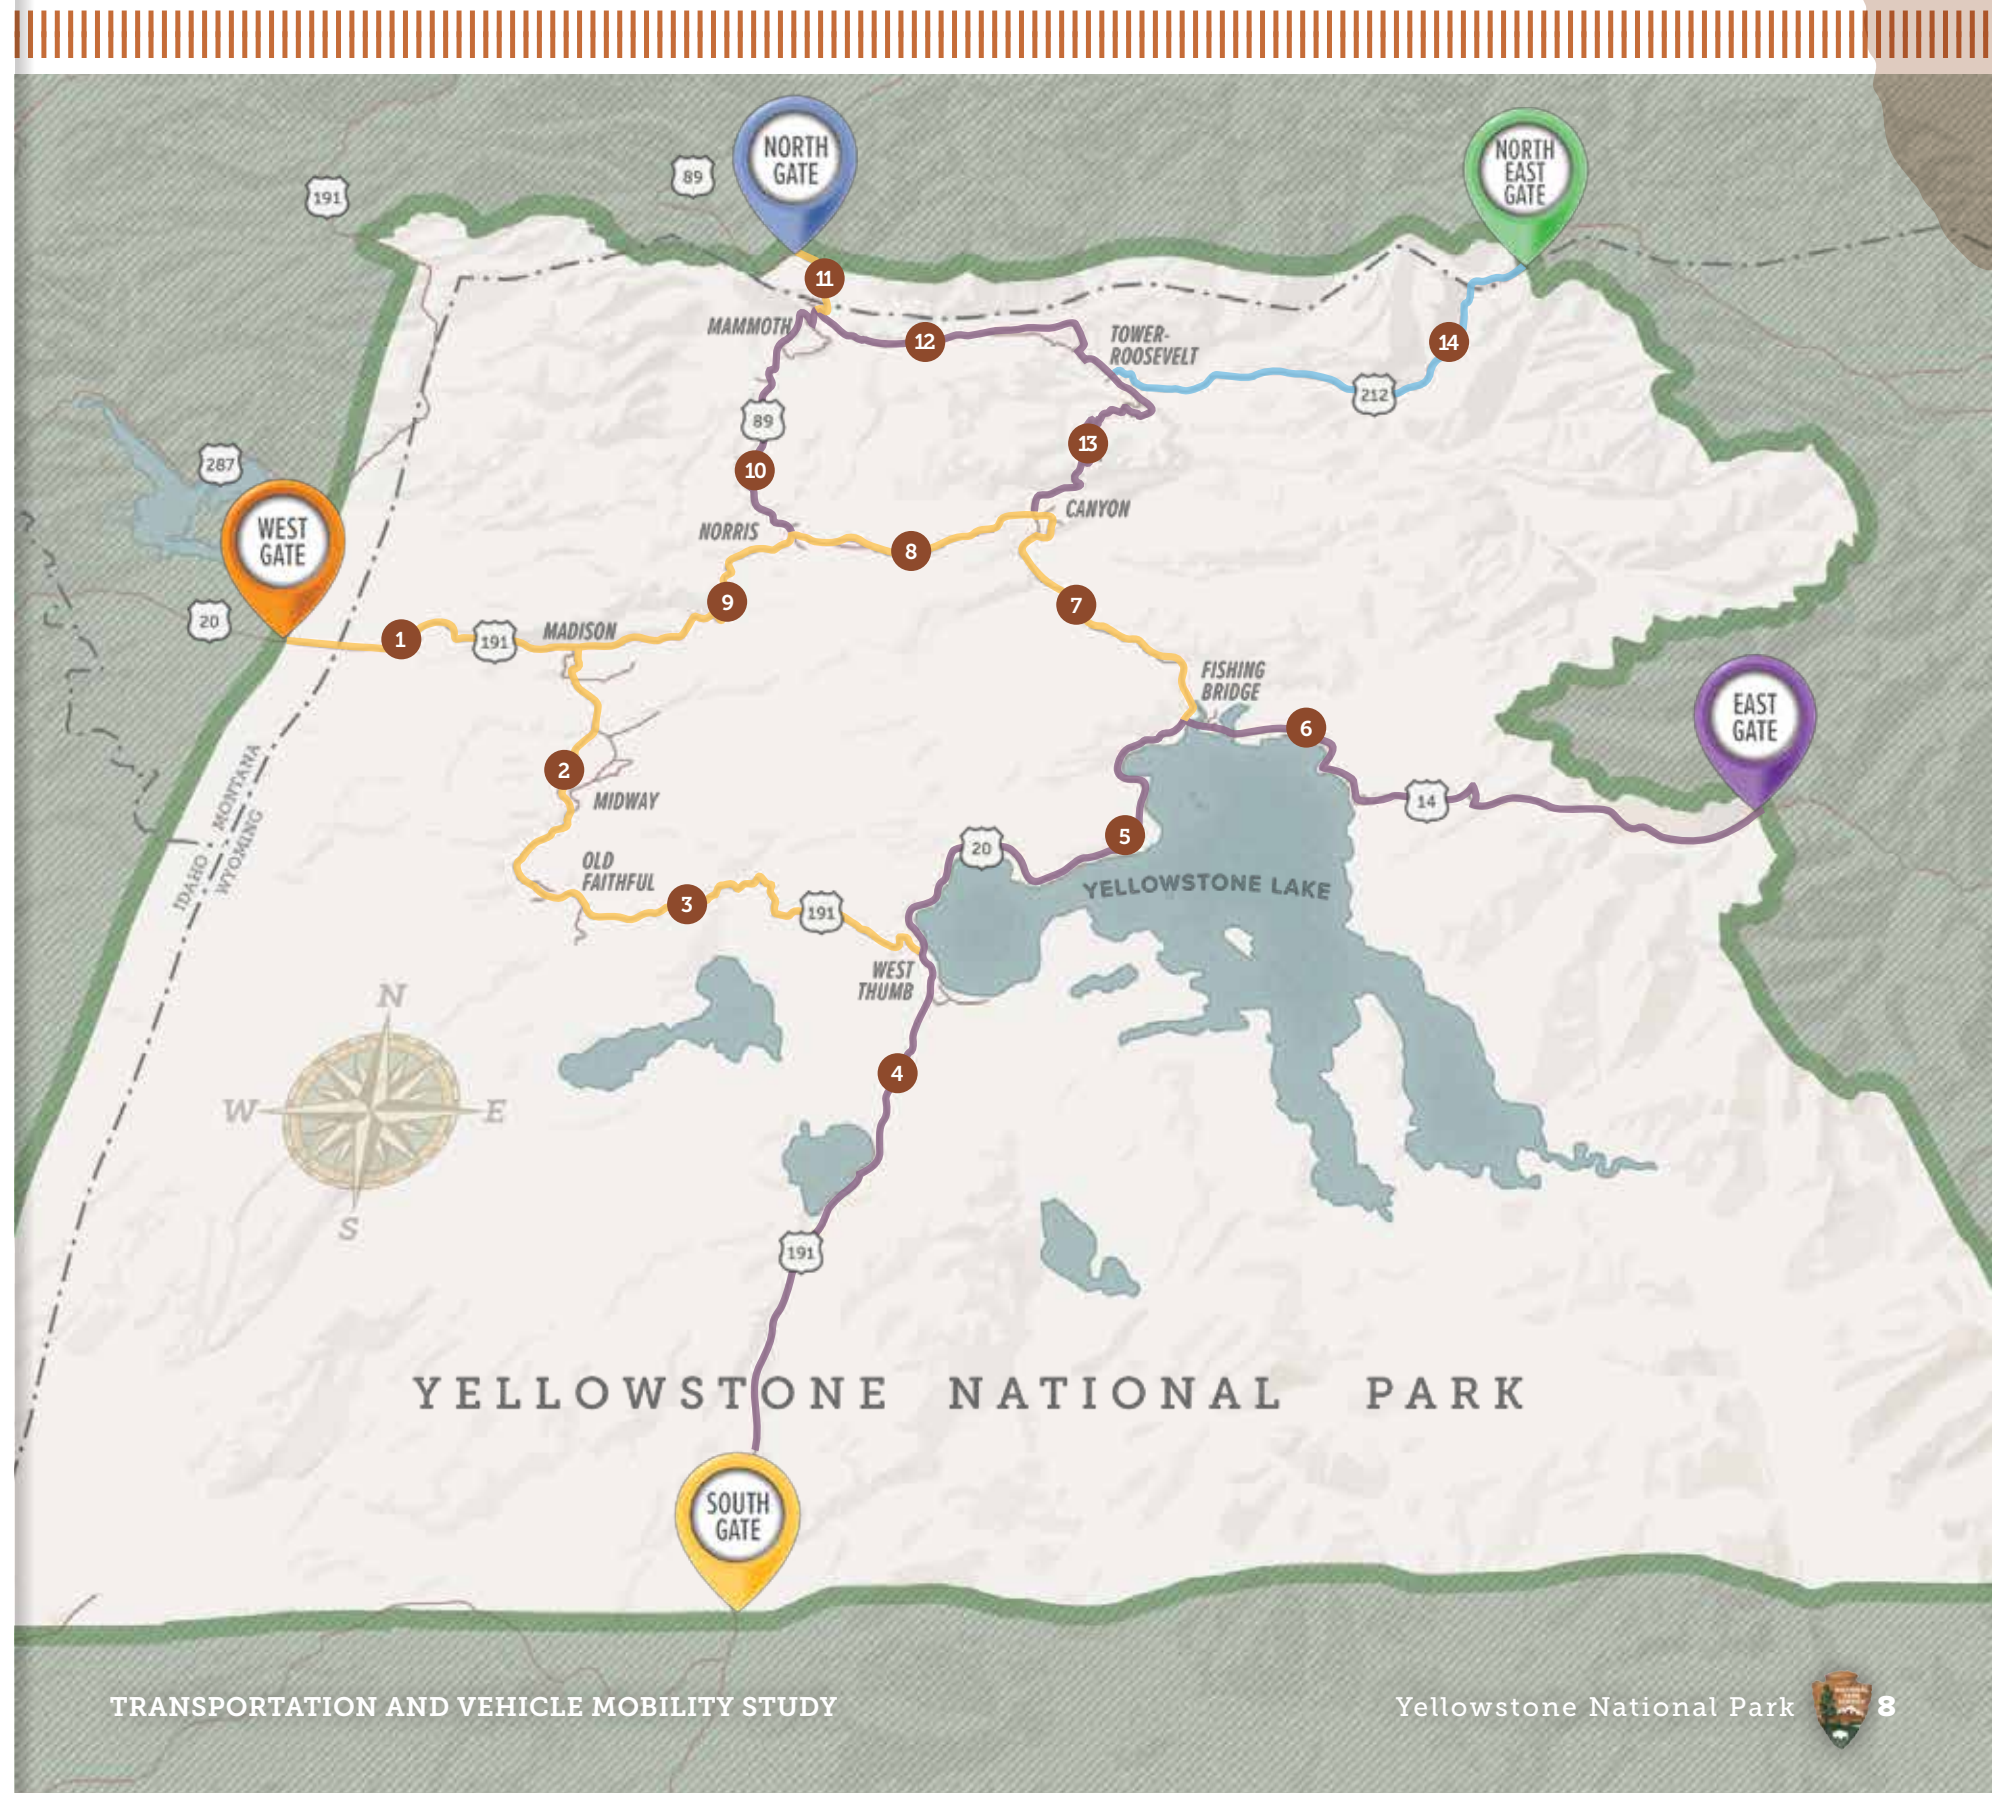 NORTH
GATE
NORTH
EAST
GATE
89
191
11
MAMMOTH
12
TOWER-
ROOSEVELT
14
212
89
13
287
10
CANYON
WEST
GATE
NORRIS
8
9
7
20
1
191
MADISON
FISHING
BRIDGE
6
EAST
GATE
2
MIDWAY
14
MONTANA
IDAHO
WYOMING
5
20
OLD
FAITHFUL
YELLOWSTONE LAKE
3
191
WEST
THUMB
N
W
E
S
4
191
YELLOWSTONE NATIONAL PARK
SOUTH
GATE
TRANSPORTATION AND VEHICLE MOBILITY STUDY
Yellowstone National Park
8